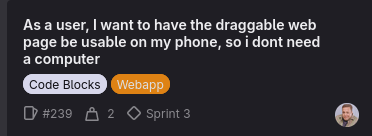 As a user, I want to have the draggable web
page be usable on my phone, so i dont need
a computer
Code Blocks Webapp
#239 2 Sprint 3